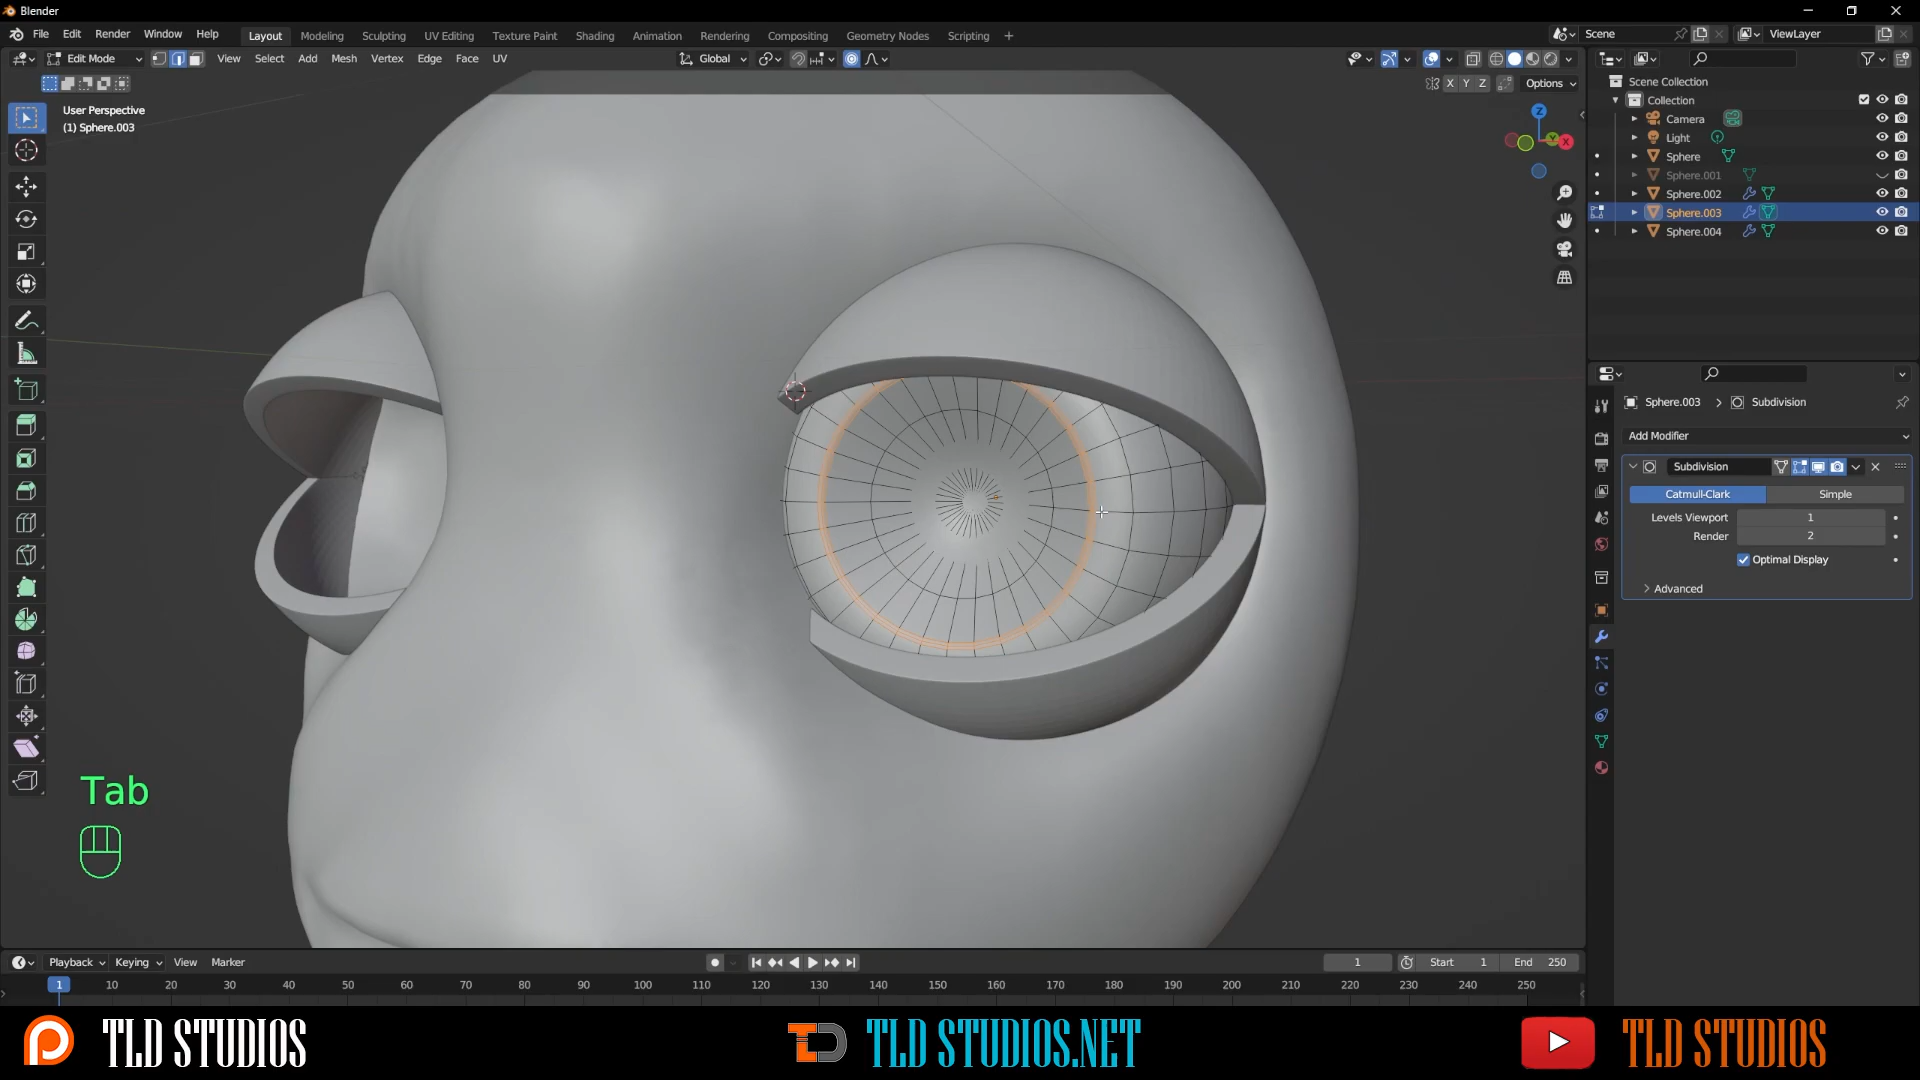 Blender
File Edit Render Window Help Layout Modeling Sculpting UV Editing Texture Paint Shading Animation Rendering Compositing Geometry Nodes Scripting + Scene ViewLayer
Edit Mode View Select Add Mesh Vertex Edge Face UV Global
X Y Z Options
User Perspective
(1) Sphere.003
Z
Y
X
Scene Collection
Collection
Camera
Light
Sphere
Sphere.001
Sphere.002
Sphere.003
Sphere.004
Sphere.003 > Subdivision
Add Modifier
Subdivision
Catmull-Clark Simple
Levels Viewport 1
Render 2
Optimal Display
> Advanced
Tab
Playback Keying View Marker 1 Start 1 End 250
1 10 20 30 40 50 60 70 80 90 100 110 120 130 140 150 160 170 180 190 200 210 220 230 240 250
TLD STUDIOS TLD STUDIOS.NET TLD STUDIOS